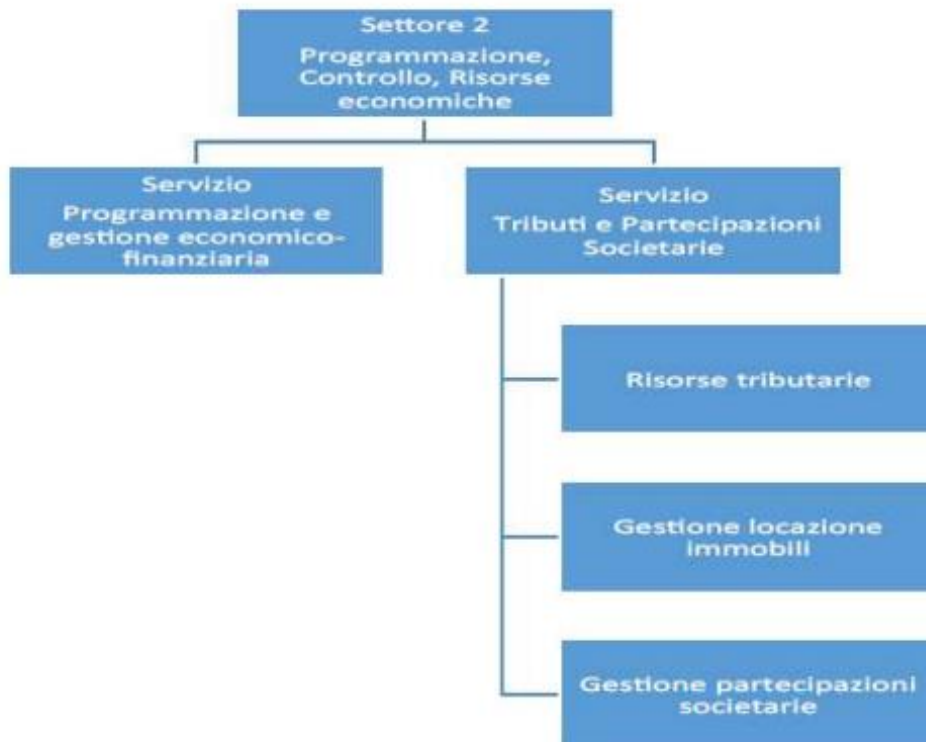 Settore 2
Programmazione,
Controllo, Risorse
economiche
Servizio
Programmazione e
gestione economico-
finanziaria
Servizio
Tributi e Partecipazioni
Societarie
Risorse tributarie
Gestione locazione
immobili
Gestione partecipazioni
societarie